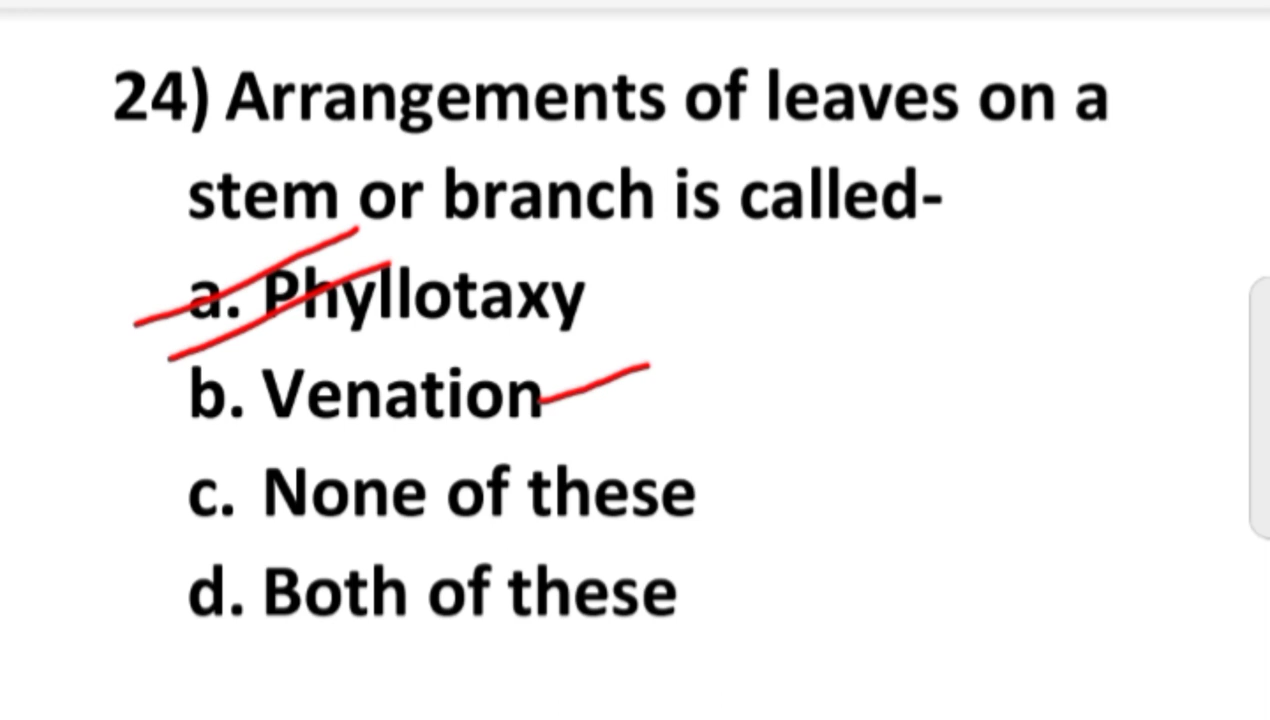 24) Arrangements of leaves on a
stem or branch is called-
a. Phyllotaxy
b. Venation
c. None of these
d. Both of these